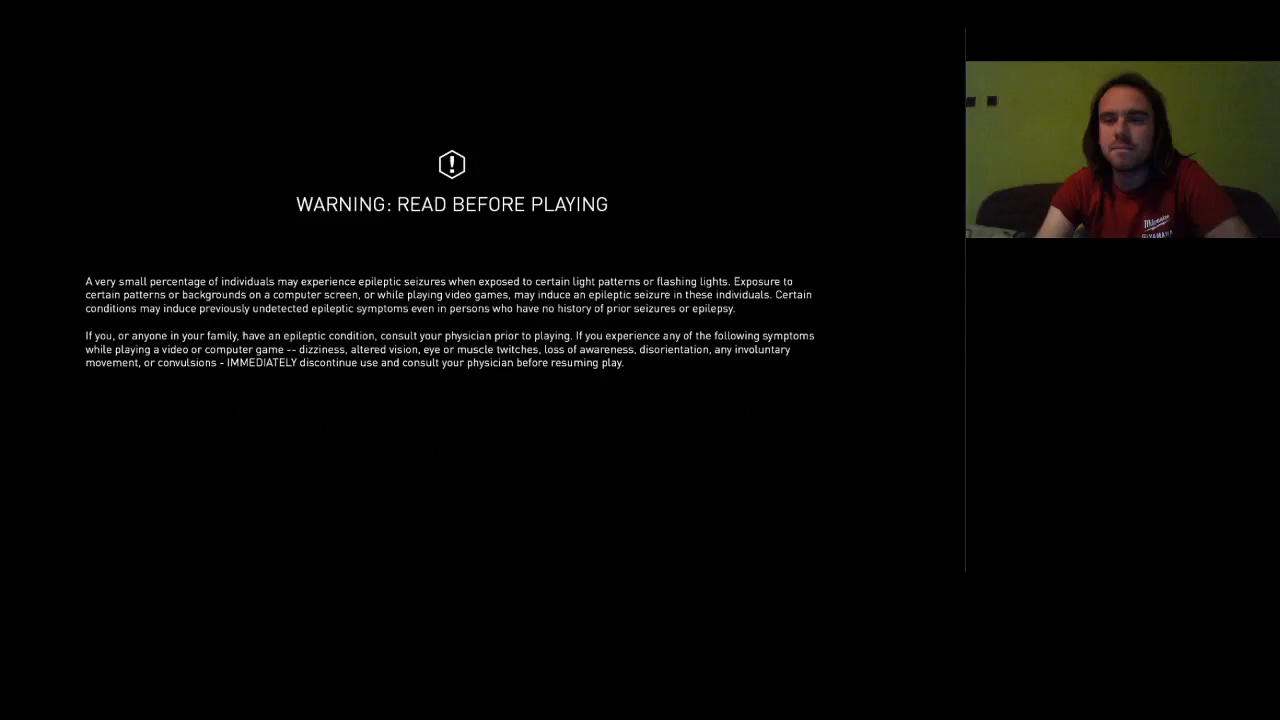 WARNING: READ BEFORE PLAYING
A very small percentage of individuals may experience epileptic seizures when exposed to certain light patterns or flashing lights. Exposure to
certain patterns or backgrounds on a computer screen, or while playing video games, may induce an epileptic seizure in these individuals. Certain
conditions may induce previously undetected epileptic symptoms even in persons who have no history of prior seizures or epilepsy.
If you, or anyone in your family, have an epileptic condition, consult your physician prior to playing. If you experience any of the following symptoms
while playing a video or computer game -- dizziness, altered vision, eye or muscle twitches, loss of awareness, disorientation, any involuntary
movement, or convulsions - IMMEDIATELY discontinue use and consult your physician before resuming play.
YAMAHA